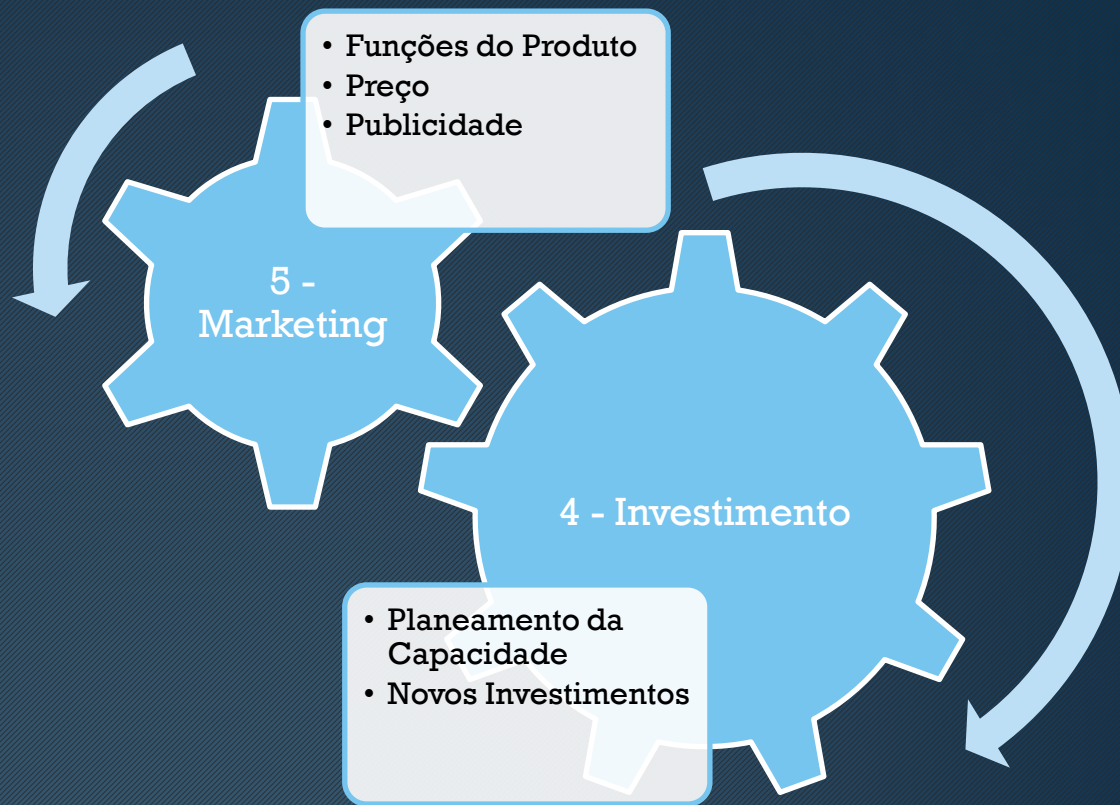 • Funções do Produto
• Preço
• Publicidade
5 -
Marketing
4 - Investimento
• Planeamento da
Capacidade
• Novos Investimentos